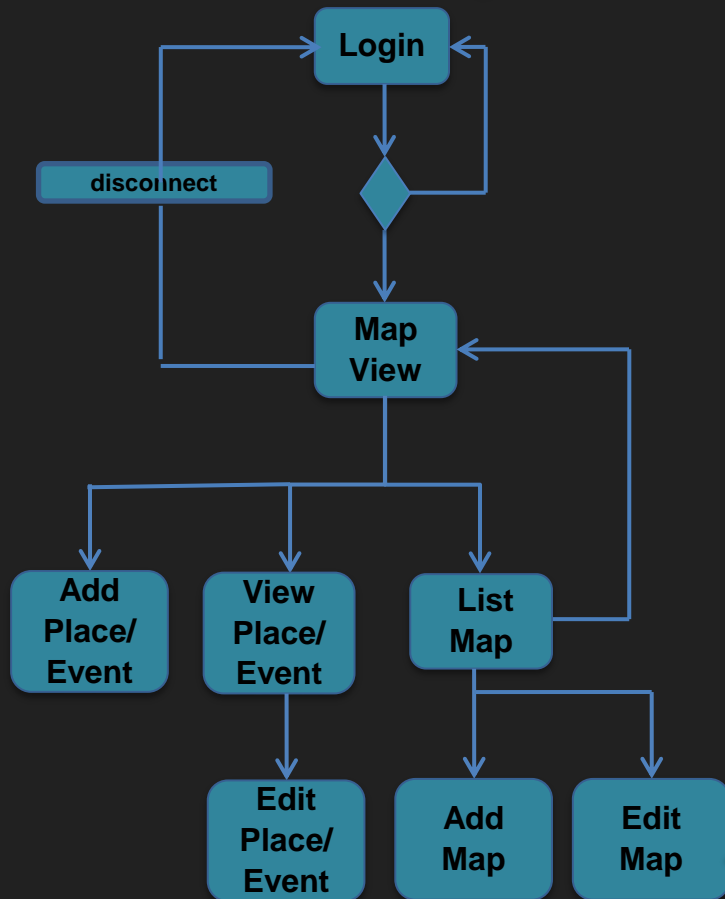 Login
disconnect
Map
View
Add
Place/
Event
View
Place/
Event
List
Map
Edit
Place/
Event
Add
Map
Edit
Map